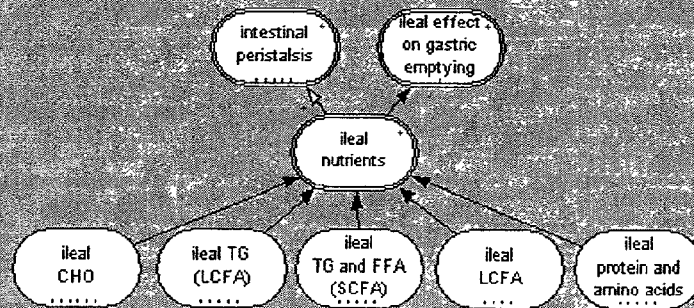 intestinal
peristalsis
ileal effect
on gastric
emptying
ileal
nutrients
ileal
CHO
ileal TG
(LCFA)
ileal
TG and FFA
(SCFA)
ileal
LCFA
ileal
protein and
amino acids